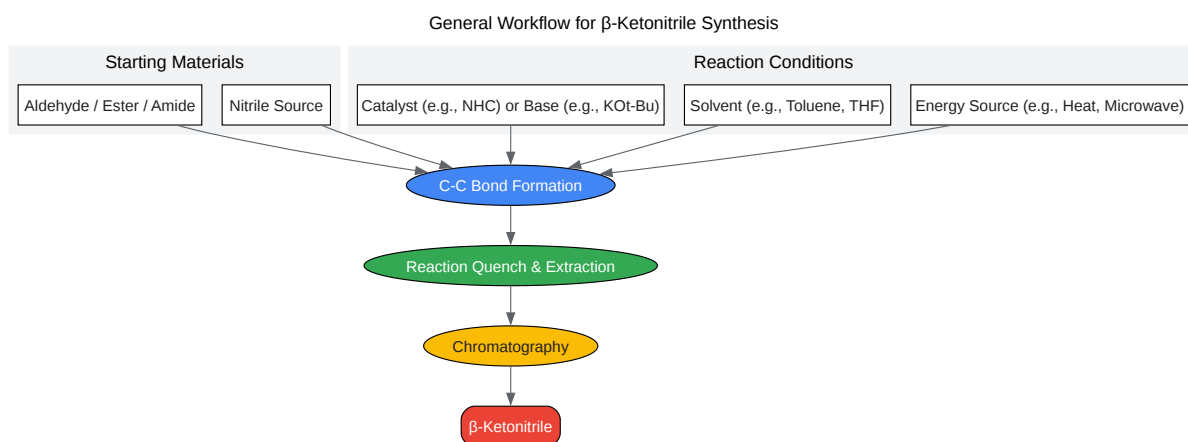 General Workflow for β-Ketonitrile Synthesis
Starting Materials
Reaction Conditions
Aldehyde / Ester / Amide
Nitrile Source
Catalyst (e.g., NHC) or Base (e.g., KOt-Bu)
Solvent (e.g., Toluene, THF)
Energy Source (e.g., Heat, Microwave)
C-C Bond Formation
Reaction Quench & Extraction
Chromatography
β-Ketonitrile